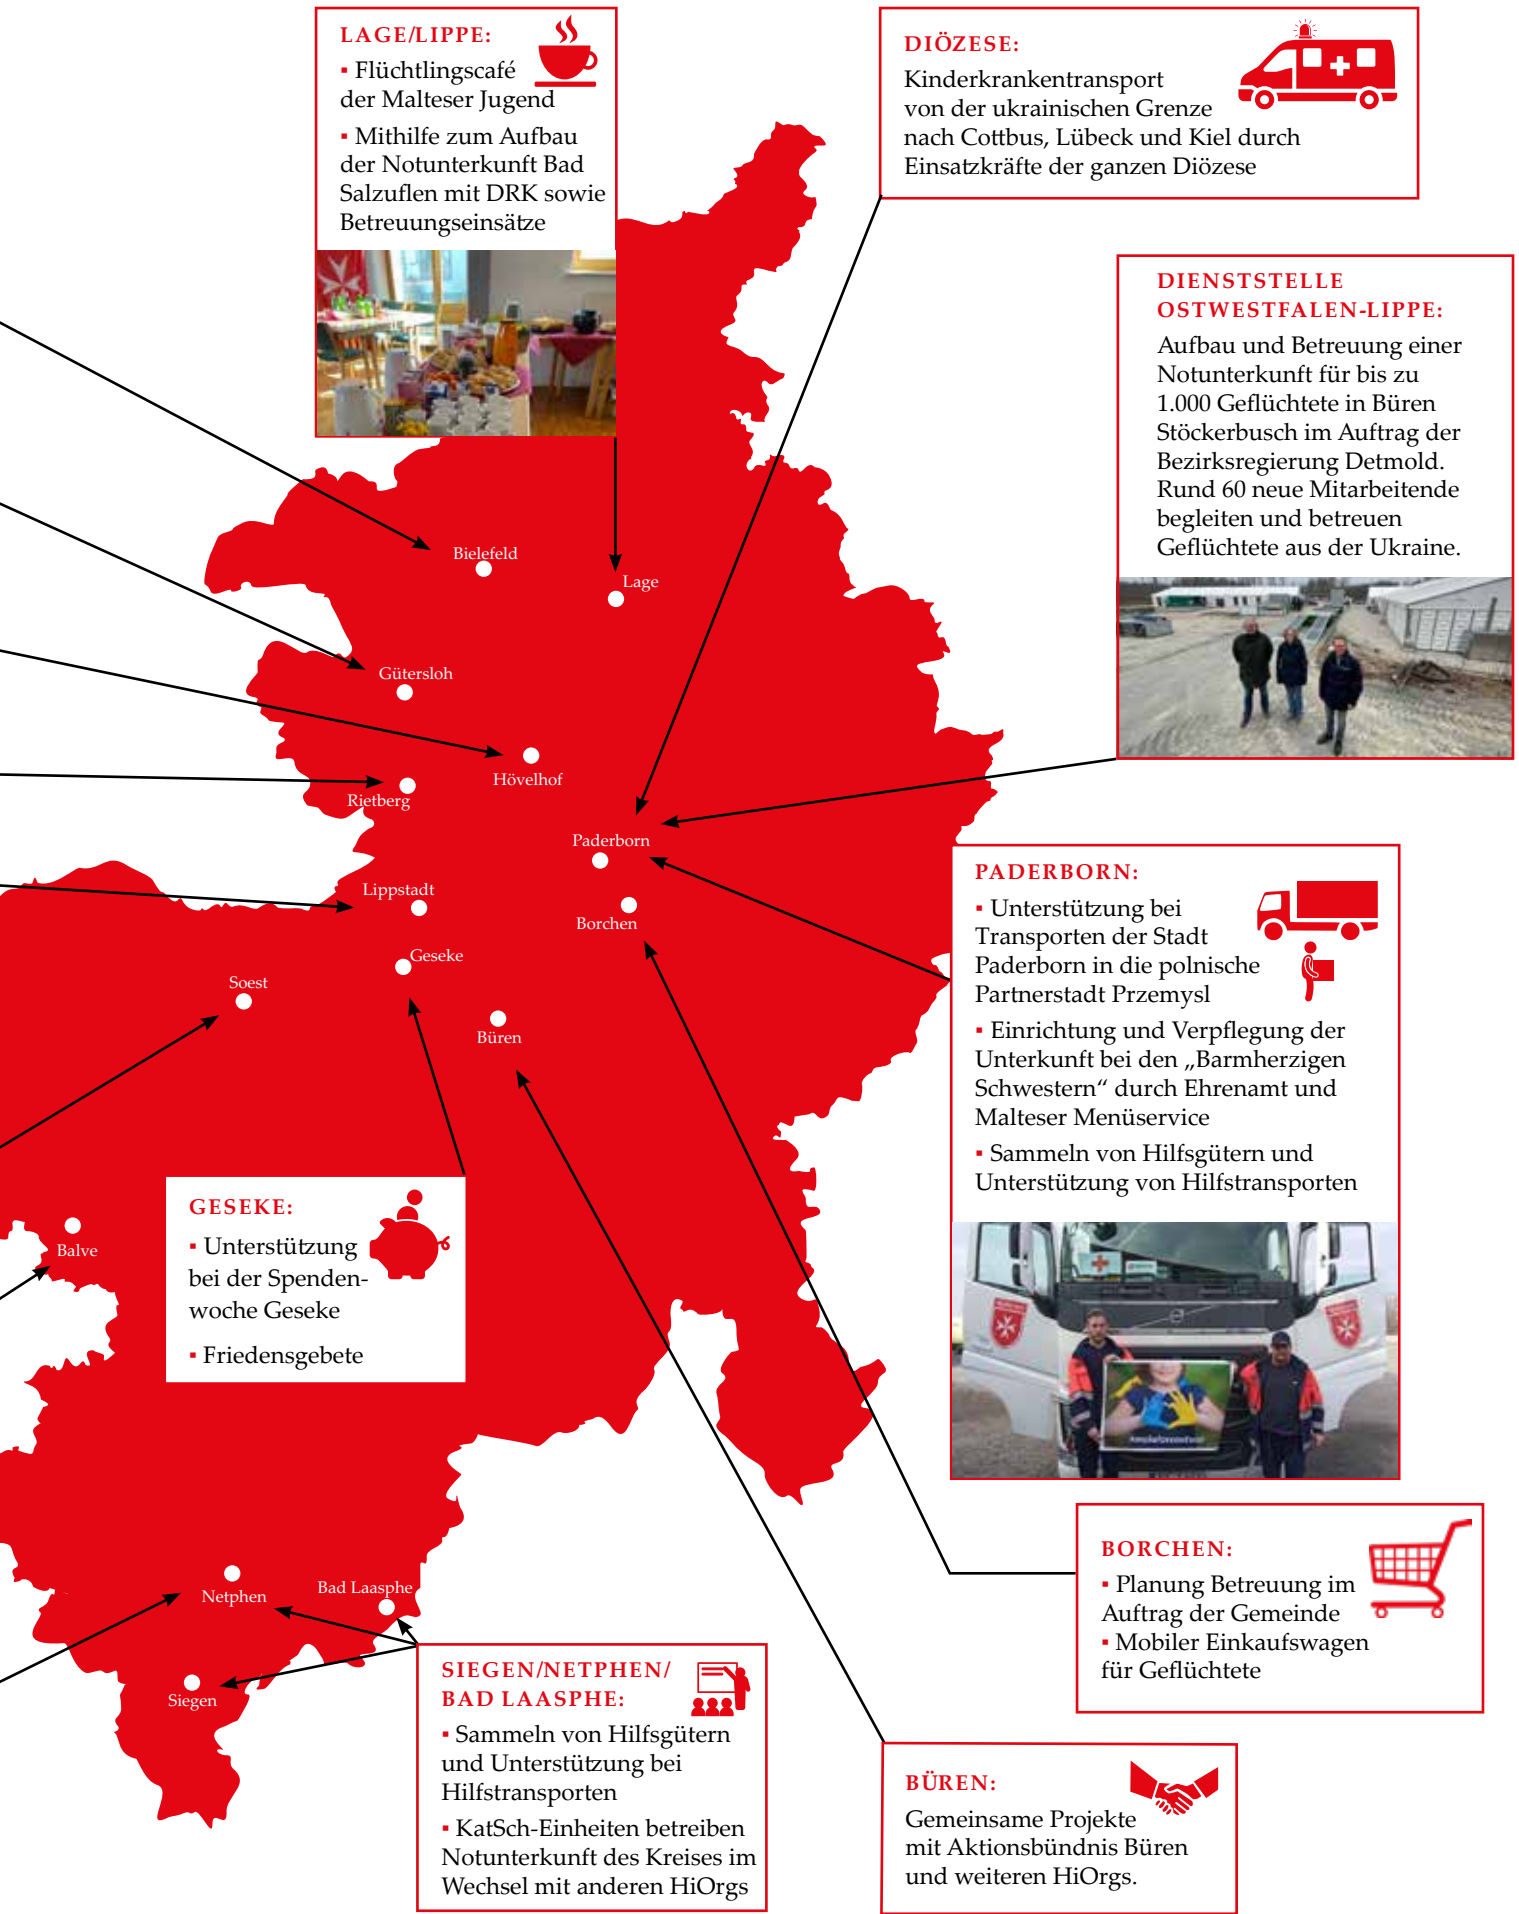 LAGE/LIPPE:
▪ Flüchtlingscafé
der Malteser Jugend
▪ Mithilfe zum Aufbau
der Notunterkunft Bad
Salzuflen mit DRK sowie
Betreuungseinsätze
DIÖZESE:
Kinderkrankentransport
von der ukrainischen Grenze
nach Cottbus, Lübeck und Kiel durch
Einsatzkräfte der ganzen Diözese
DIENSTSTELLE
OSTWESTFALEN-LIPPE:
Aufbau und Betreuung einer
Notunterkunft für bis zu
1.000 Geflüchtete in Büren
Stöckerbusch im Auftrag der
Bezirksregierung Detmold.
Rund 60 neue Mitarbeitende
begleiten und betreuen
Geflüchtete aus der Ukraine.
Bielefeld
Lage
Gütersloh
Hövelhof
Rietberg
Paderborn
Lippstadt
Borchen
Geseke
Soest
Büren
Balve
PADERBORN:
▪ Unterstützung bei
Transporten der Stadt
Paderborn in die polnische
Partnerstadt Przemysl
▪ Einrichtung und Verpflegung der
Unterkunft bei den „Barmherzigen
Schwestern“ durch Ehrenamt und
Malteser Menüservice
▪ Sammeln von Hilfsgütern und
Unterstützung von Hilfstransporten
GESEKE:
▪ Unterstützung
bei der Spenden-
woche Geseke
▪ Friedensgebete
Netphen
Bad Laasphe
Siegen
BORCHEN:
▪ Planung Betreuung im
Auftrag der Gemeinde
▪ Mobiler Einkaufswagen
für Geflüchtete
SIEGEN/NETPHEN/
BAD LAASPHE:
▪ Sammeln von Hilfsgütern
und Unterstützung bei
Hilfstransporten
▪ KatSch-Einheiten betreiben
Notunterkunft des Kreises im
Wechsel mit anderen HiOrgs
BÜREN:
Gemeinsame Projekte
mit Aktionsbündnis Büren
und weiteren HiOrgs.